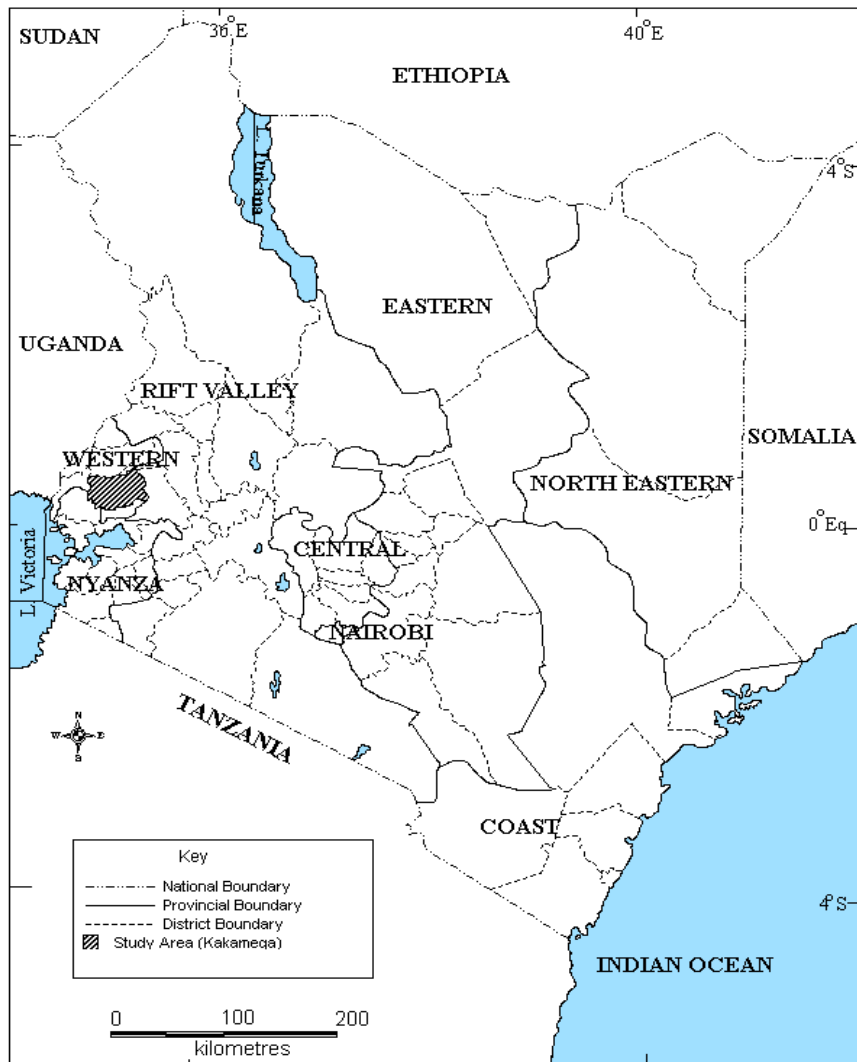 36°E
40°E
SUDAN
ETHIOPIA
L. Turkana
4°S
EASTERN
UGANDA
RIFT VALLEY
SOMALIA
WESTERN
NORTH EASTERN
0°Eq
CENTRAL
L. Victoria
NYANZA
NAIROBI
TANZANIA
N
W E
S
COAST
Key
National Boundary
Provincial Boundary
District Boundary
Study Area (Kakamega)
4°S
INDIAN OCEAN
0 100 200
kilometres